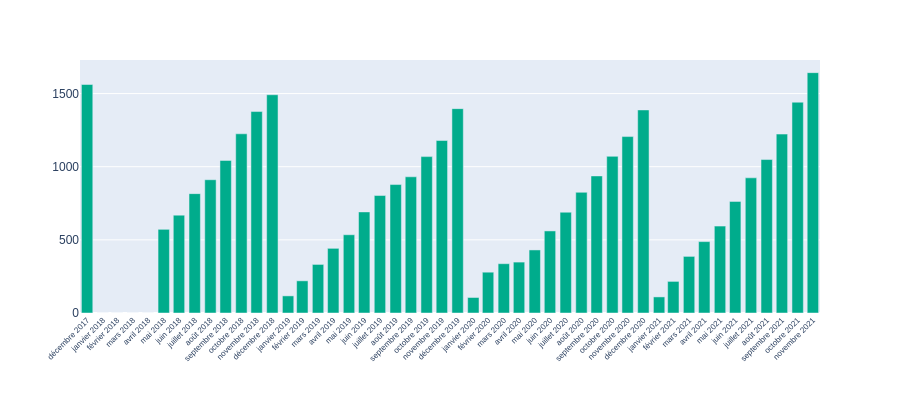 1500
1000
500
0
décembre 2017
janvier 2018
février 2018
mars 2018
avril 2018
mai 2018
juin 2018
juillet 2018
août 2018
septembre 2018
octobre 2018
novembre 2018
décembre 2018
janvier 2019
février 2019
mars 2019
avril 2019
mai 2019
juin 2019
juillet 2019
août 2019
septembre 2019
octobre 2019
novembre 2019
décembre 2019
janvier 2020
février 2020
mars 2020
avril 2020
mai 2020
juin 2020
juillet 2020
août 2020
septembre 2020
octobre 2020
novembre 2020
décembre 2020
janvier 2021
février 2021
mars 2021
avril 2021
mai 2021
juin 2021
juillet 2021
août 2021
septembre 2021
octobre 2021
novembre 2021